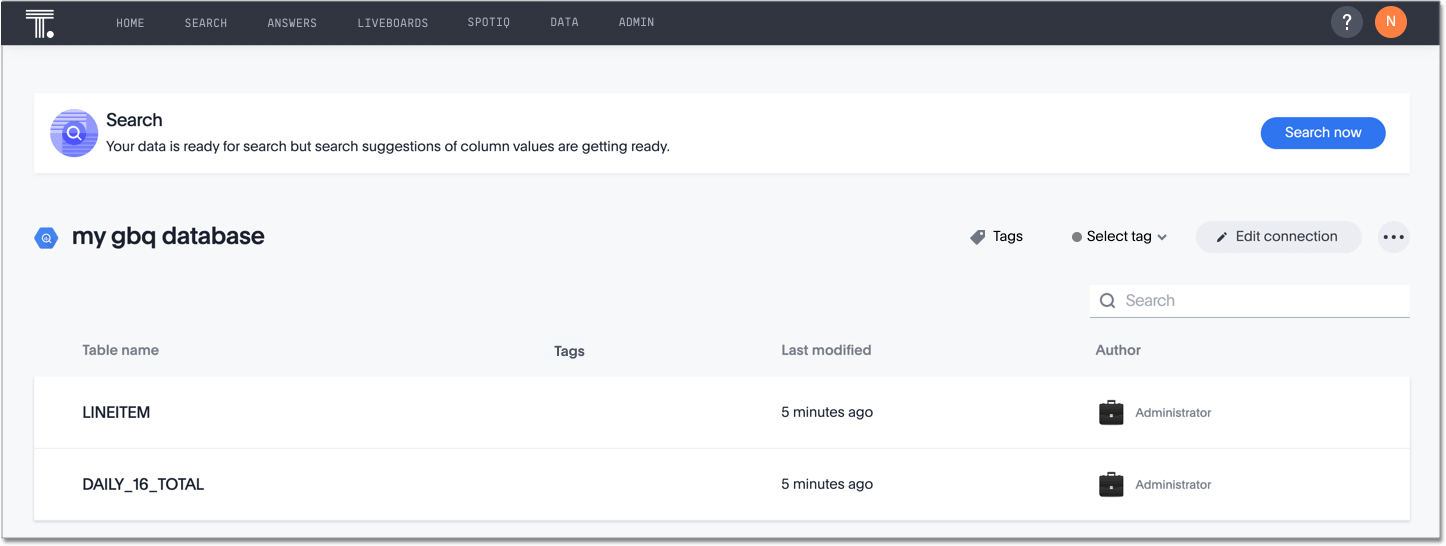 T. HOME SEARCH ANSWERS LIVEBOARDS SPOTIQ DATA ADMIN ? N
Search
Your data is ready for search but search suggestions of column values are getting ready.
Search now
my gbq database Tags Select tag Edit connection
Search
Table name Tags Last modified Author
LINEITEM 5 minutes ago Administrator
DAILY_16_TOTAL 5 minutes ago Administrator